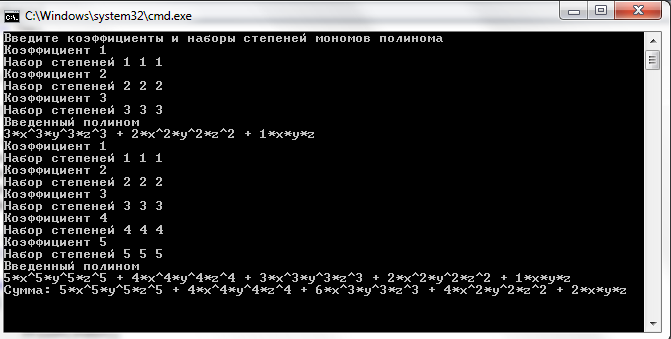 C:\Windows\system32\cmd.exe
Введите коэффициенты и наборы степеней мономов полинома
Коэффициент 1
Набор степеней 1 1 1
Коэффициент 2
Набор степеней 2 2 2
Коэффициент 3
Набор степеней 3 3 3
Введенный полином
3*x^3*y^3*z^3 + 2*x^2*y^2*z^2 + 1*x*y*z
Коэффициент 1
Набор степеней 1 1 1
Коэффициент 2
Набор степеней 2 2 2
Коэффициент 3
Набор степеней 3 3 3
Коэффициент 4
Набор степеней 4 4 4
Коэффициент 5
Набор степеней 5 5 5
Введенный полином
5*x^5*y^5*z^5 + 4*x^4*y^4*z^4 + 3*x^3*y^3*z^3 + 2*x^2*y^2*z^2 + 1*x*y*z
Сумма: 5*x^5*y^5*z^5 + 4*x^4*y^4*z^4 + 6*x^3*y^3*z^3 + 4*x^2*y^2*z^2 + 2*x*y*z